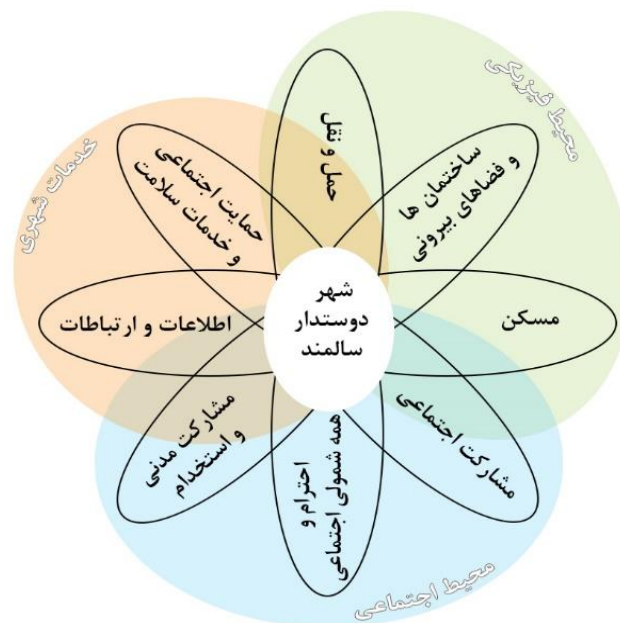 محیط فیزیکی
حمل و نقل
ساختمان ها
و فضاهای بیرونی
مسکن
خدمات شهری
حمایت اجتماعی
و خدمات سلامت
اطلاعات و ارتباطات
شهر
دوستدار
سالمند
مشارکت مدنی
و استخدام
احترام و
همه شمولی اجتماعی
مشارکت اجتماعی
محیط اجتماعی